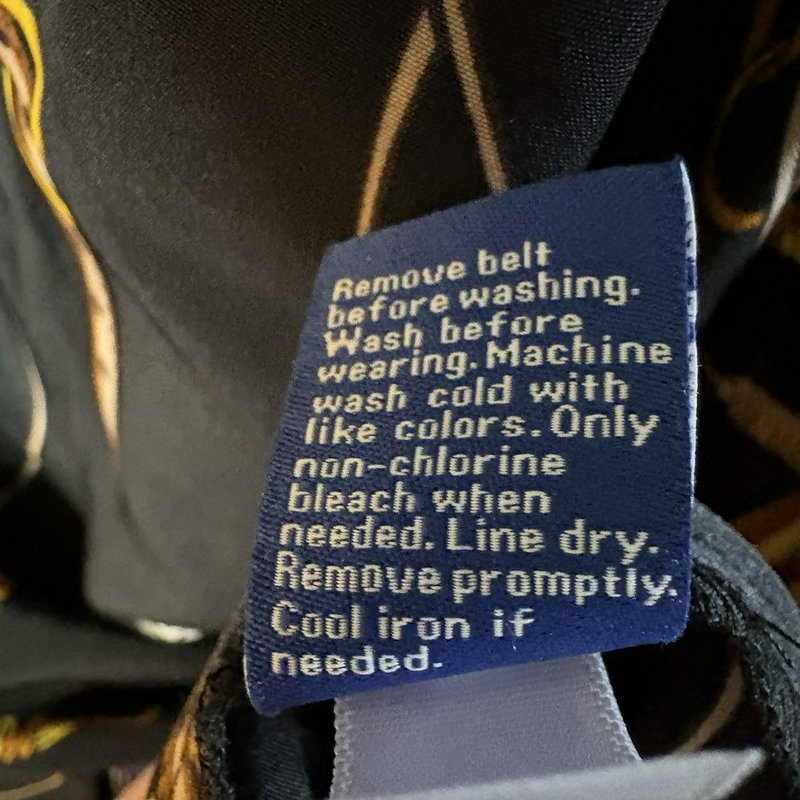 Remove belt
before washing.
Wash before
wearing. Machine
wash cold with
like colors. Only
non-chlorine
bleach when
needed. Line dry.
Remove promptly.
Cool iron if
needed.